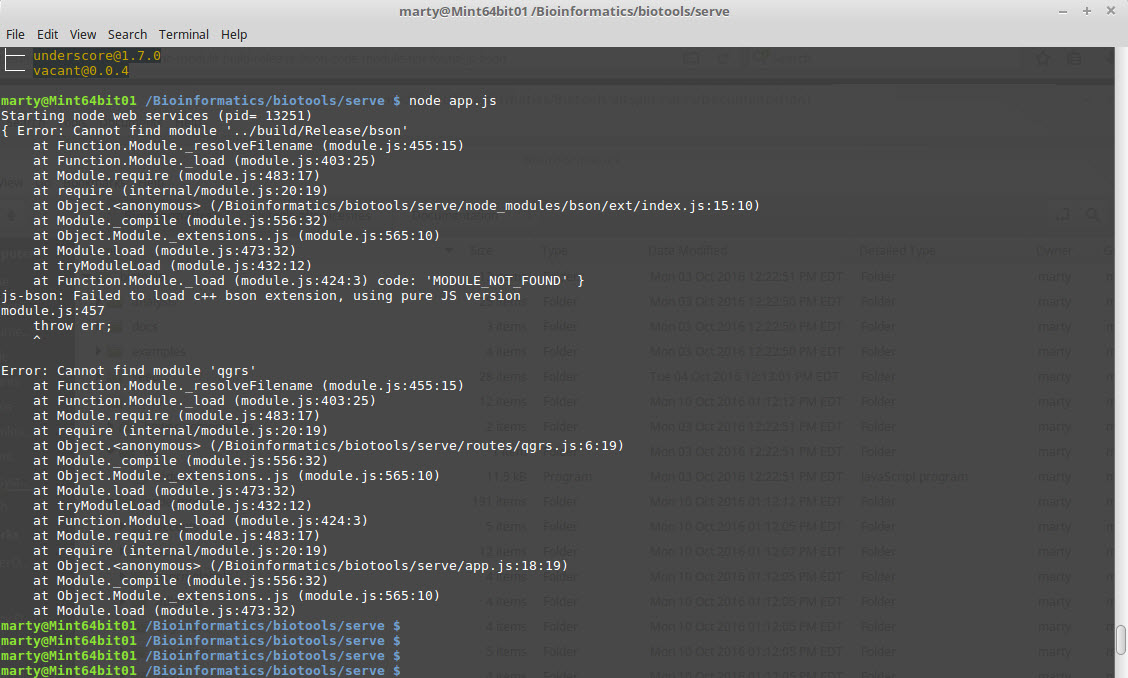 marty@Mint64bit01 /Bioinformatics/biotools/serve
File Edit View Search Terminal Help
├── underscore@1.7.0
└── vacant@0.0.4
marty@Mint64bit01 /Bioinformatics/biotools/serve $ node app.js
Starting node web services (pid= 13251)
{ Error: Cannot find module '../build/Release/bson'
    at Function.Module._resolveFilename (module.js:455:15)
    at Function.Module._load (module.js:403:25)
    at Module.require (module.js:483:17)
    at require (internal/module.js:20:19)
    at Object.<anonymous> (/Bioinformatics/biotools/serve/node_modules/bson/ext/index.js:15:10)
    at Module._compile (module.js:556:32)
    at Object.Module._extensions..js (module.js:565:10)
    at Module.load (module.js:473:32)
    at tryModuleLoad (module.js:432:12)
    at Function.Module._load (module.js:424:3) code: 'MODULE_NOT_FOUND' }
js-bson: Failed to load c++ bson extension, using pure JS version
module.js:457
    throw err;
    ^
Error: Cannot find module 'qgrs'
    at Function.Module._resolveFilename (module.js:455:15)
    at Function.Module._load (module.js:403:25)
    at Module.require (module.js:483:17)
    at require (internal/module.js:20:19)
    at Object.<anonymous> (/Bioinformatics/biotools/serve/routes/qgrs.js:6:19)
    at Module._compile (module.js:556:32)
    at Object.Module._extensions..js (module.js:565:10)
    at Module.load (module.js:473:32)
    at tryModuleLoad (module.js:432:12)
    at Function.Module._load (module.js:424:3)
    at Module.require (module.js:483:17)
    at require (internal/module.js:20:19)
    at Object.<anonymous> (/Bioinformatics/biotools/serve/app.js:18:19)
    at Module._compile (module.js:556:32)
    at Object.Module._extensions..js (module.js:565:10)
    at Module.load (module.js:473:32)
marty@Mint64bit01 /Bioinformatics/biotools/serve $
marty@Mint64bit01 /Bioinformatics/biotools/serve $
marty@Mint64bit01 /Bioinformatics/biotools/serve $
marty@Mint64bit01 /Bioinformatics/biotools/serve $